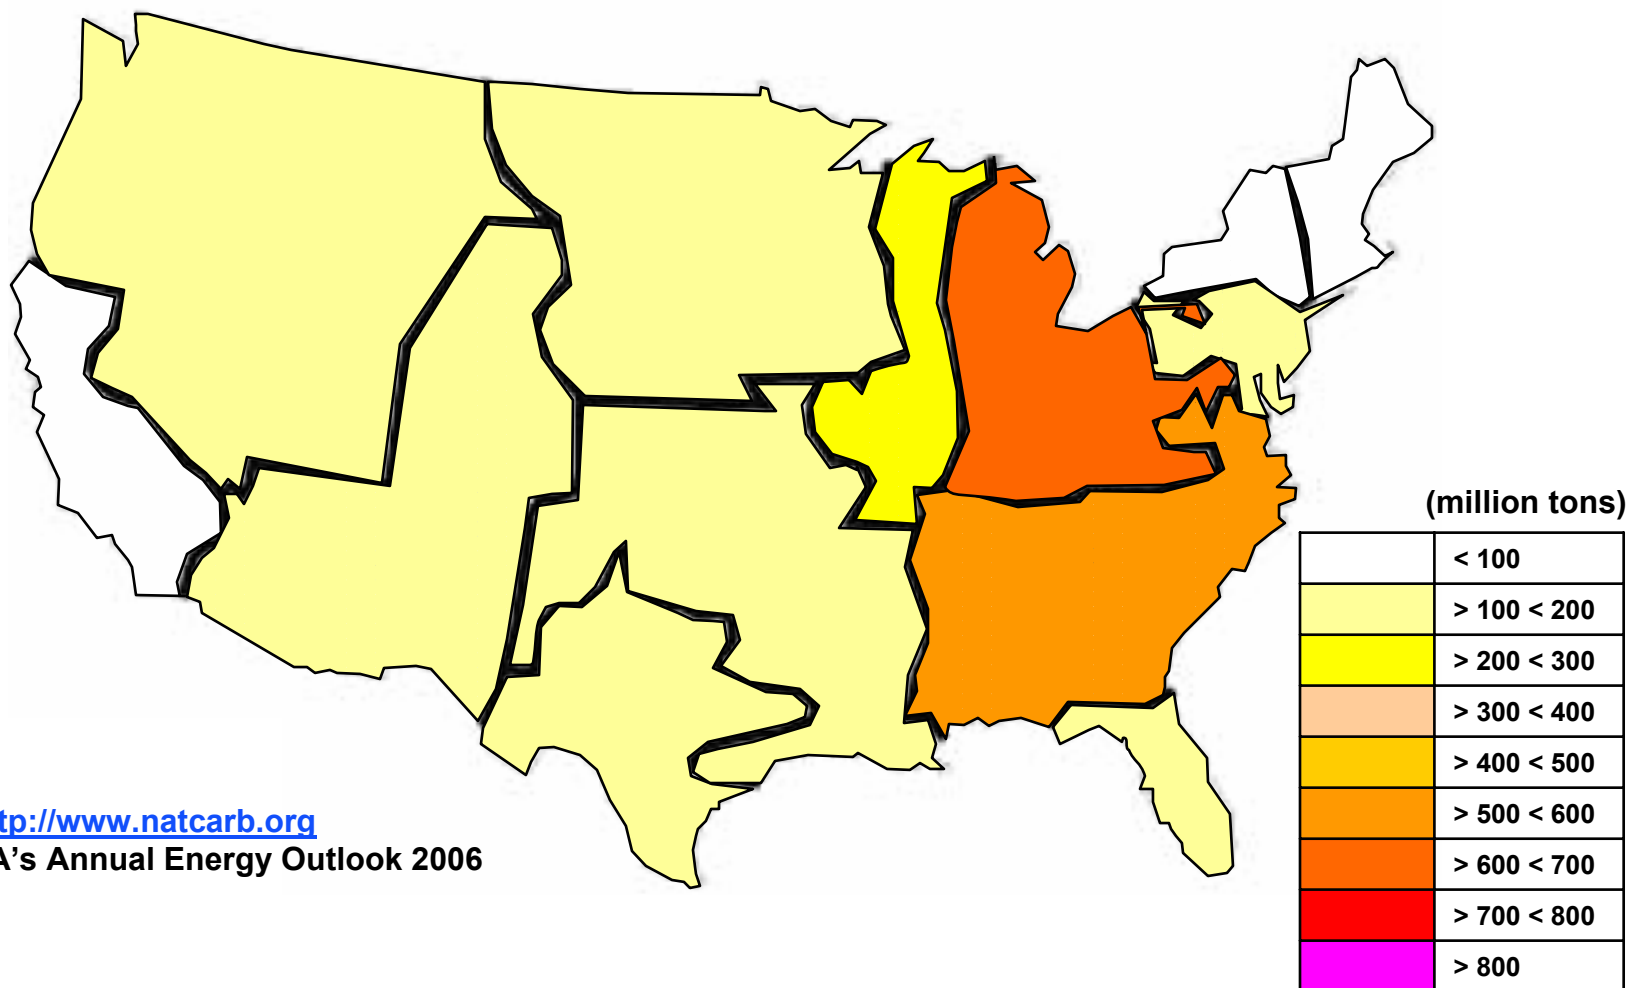 (million tons)
< 100
> 100 < 200
> 200 < 300
> 300 < 400
> 400 < 500
> 500 < 600
> 600 < 700
> 700 < 800
> 800
tp://www.natcarb.org
A’s Annual Energy Outlook 2006